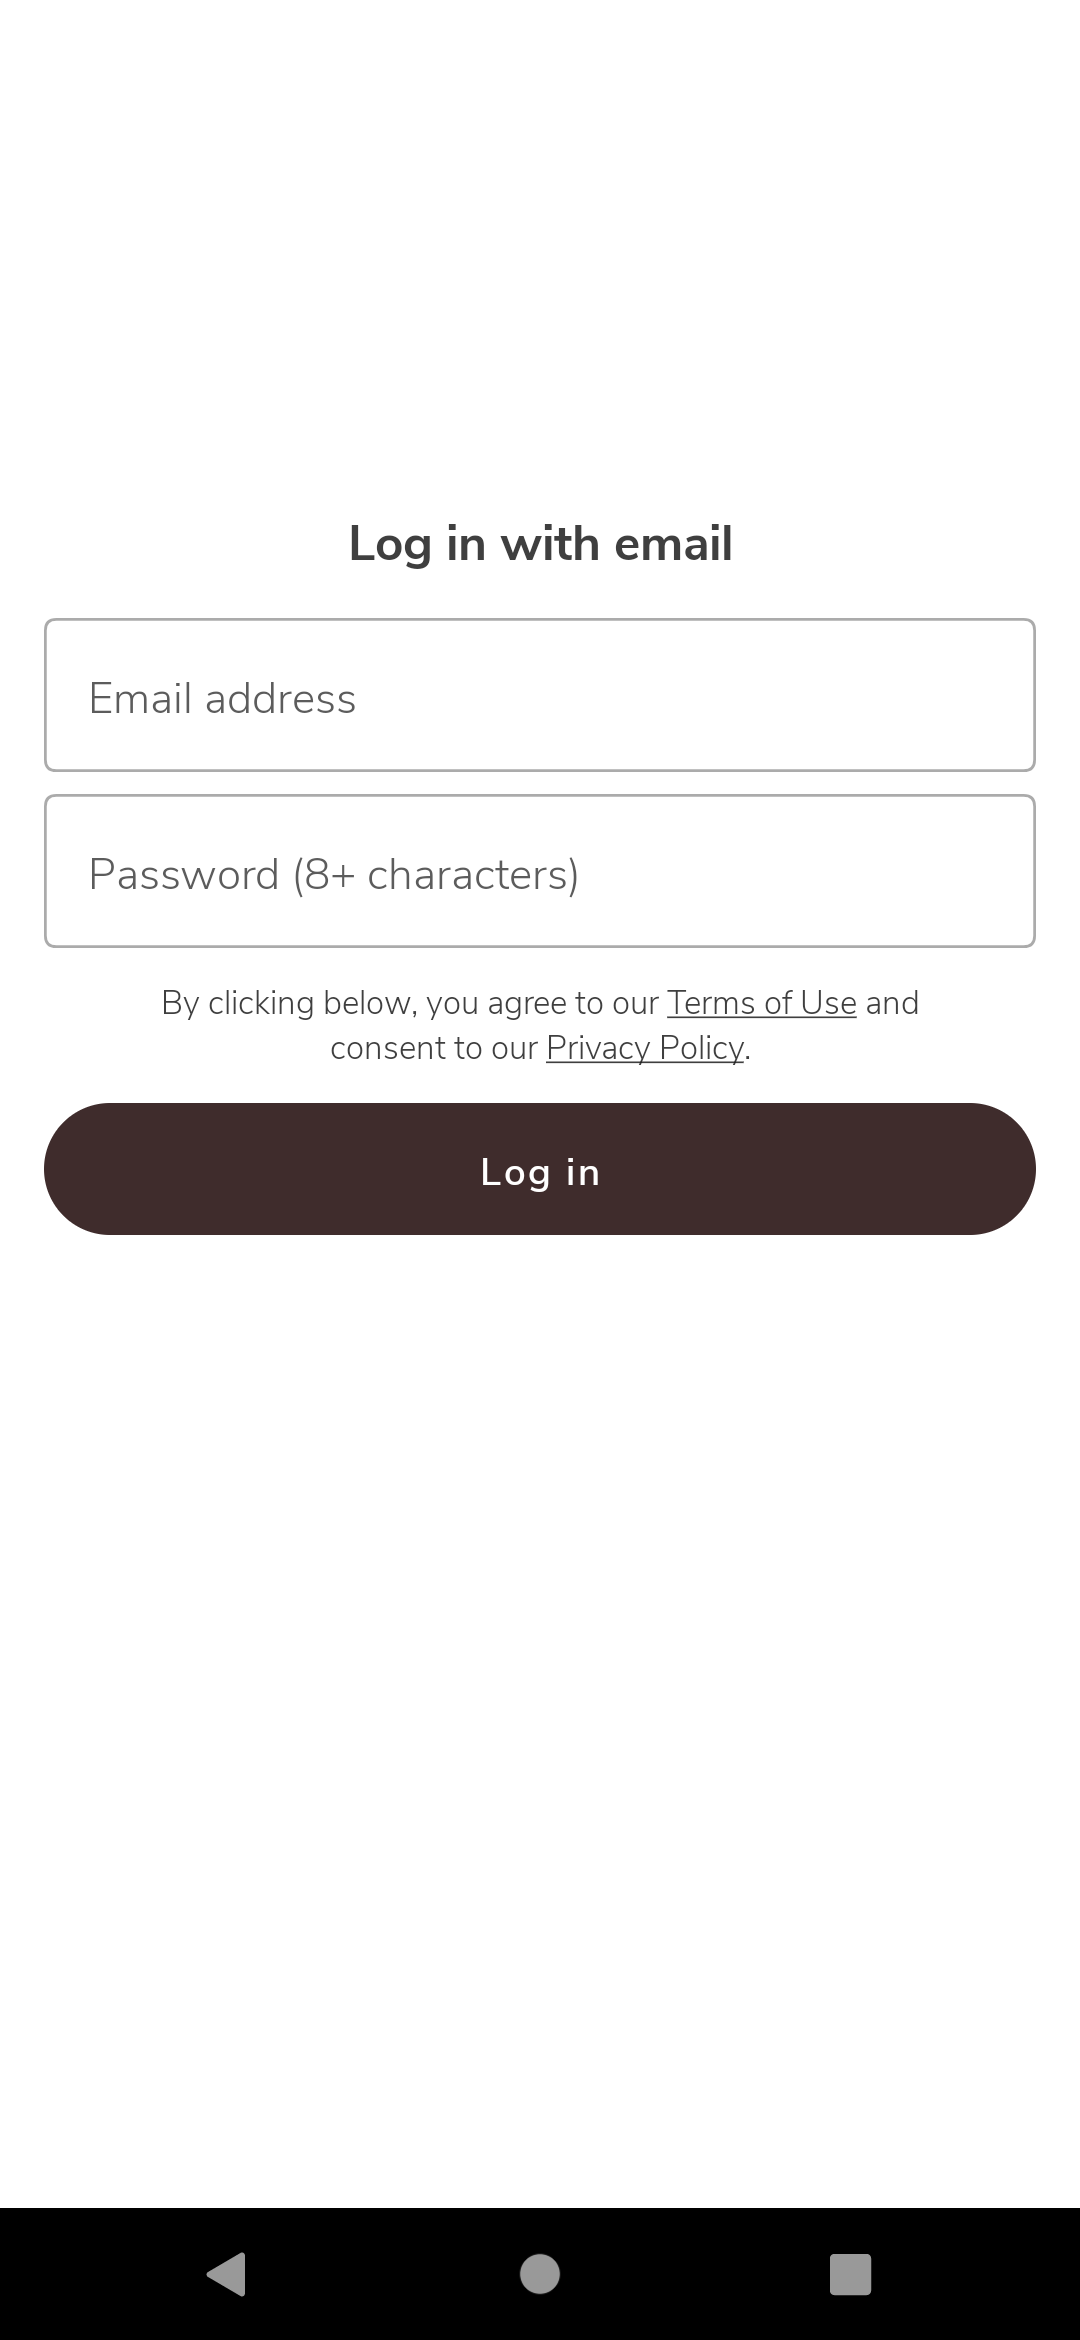 Log in with email
Email address
Password (8+ characters)
By clicking below, you agree to our Terms of Use and
consent to our Privacy Policy.
Log in